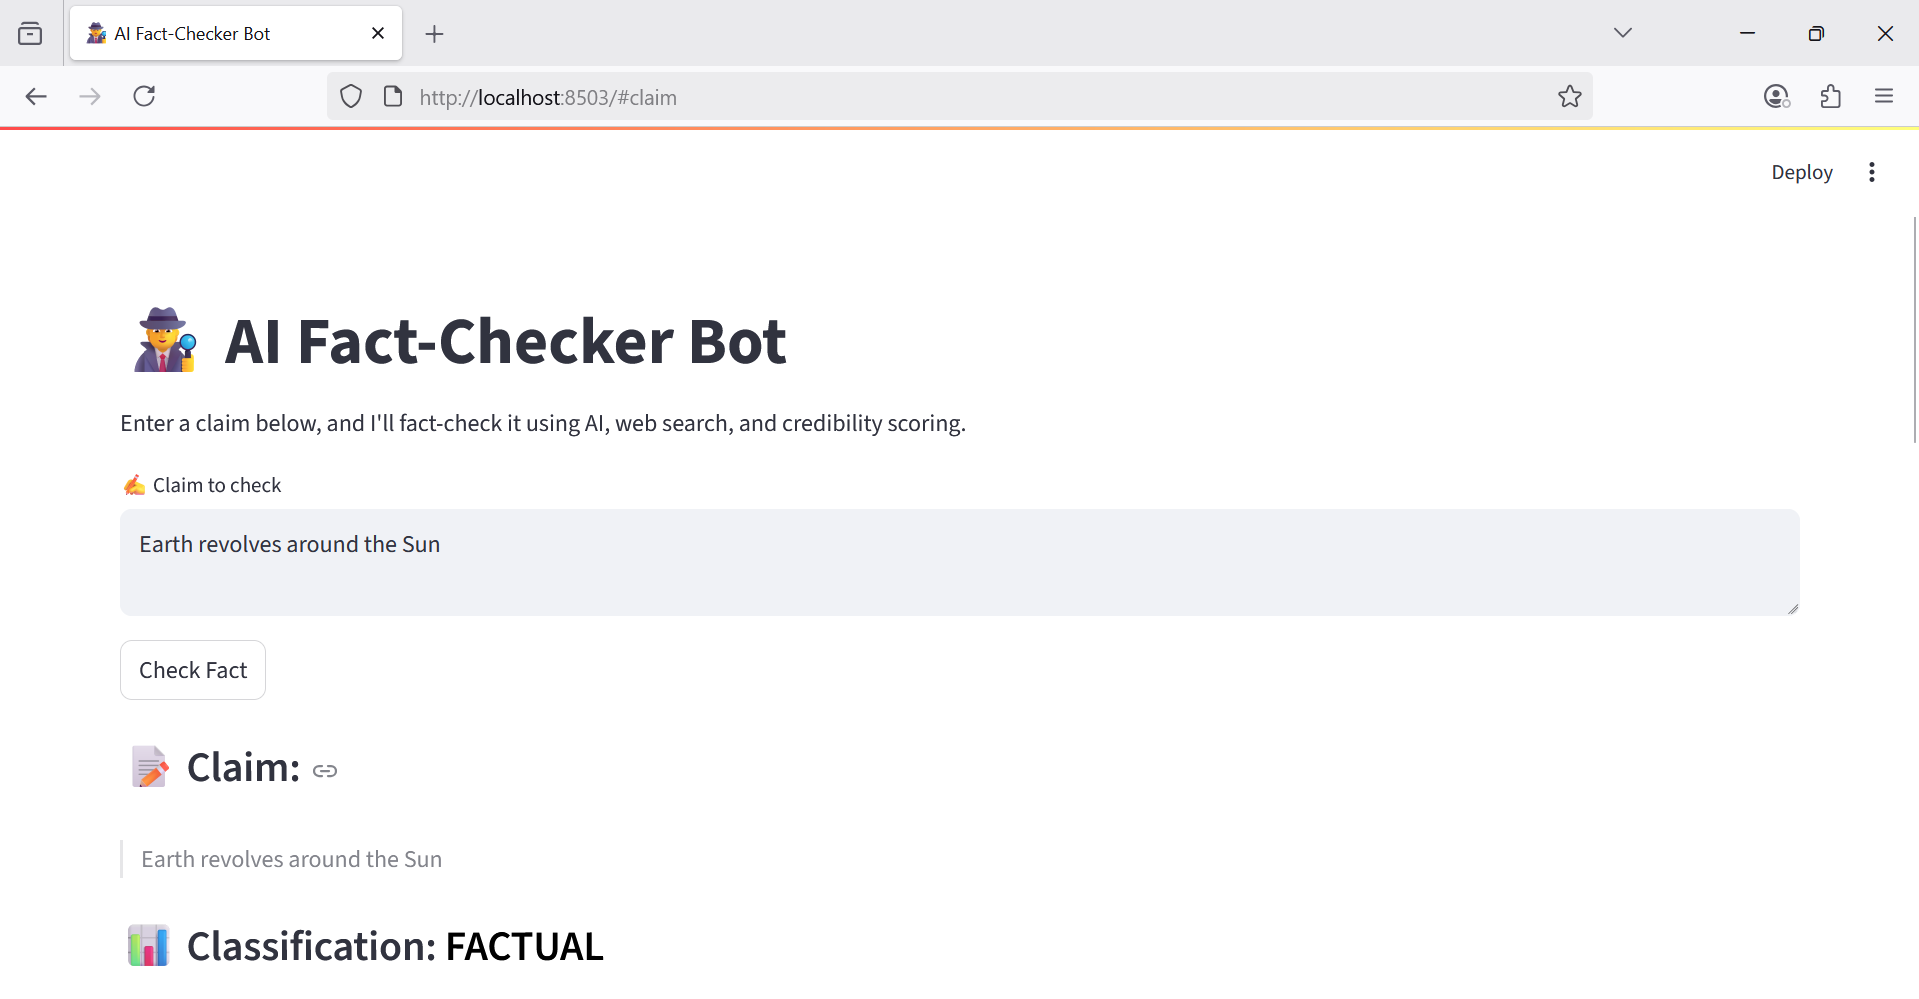 AI Fact-Checker Bot
http://localhost:8503/#claim
Deploy
AI Fact-Checker Bot
Enter a claim below, and I'll fact-check it using AI, web search, and credibility scoring.
Claim to check
Earth revolves around the Sun
Check Fact
Claim:
Earth revolves around the Sun
Classification: FACTUAL